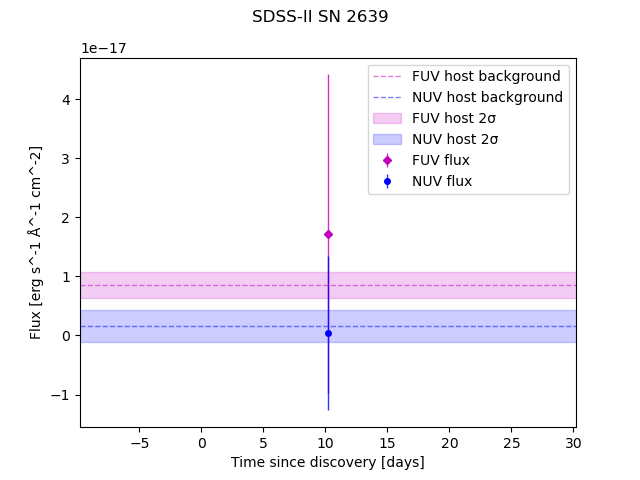 SDSS-II SN 2639
1e−17
FUV host background
NUV host background
FUV host 2σ
NUV host 2σ
FUV flux
NUV flux
4
3
2
1
0
−1
Flux [erg s^-1 Å^-1 cm^-2]
−5 0 5 10 15 20 25 30
Time since discovery [days]